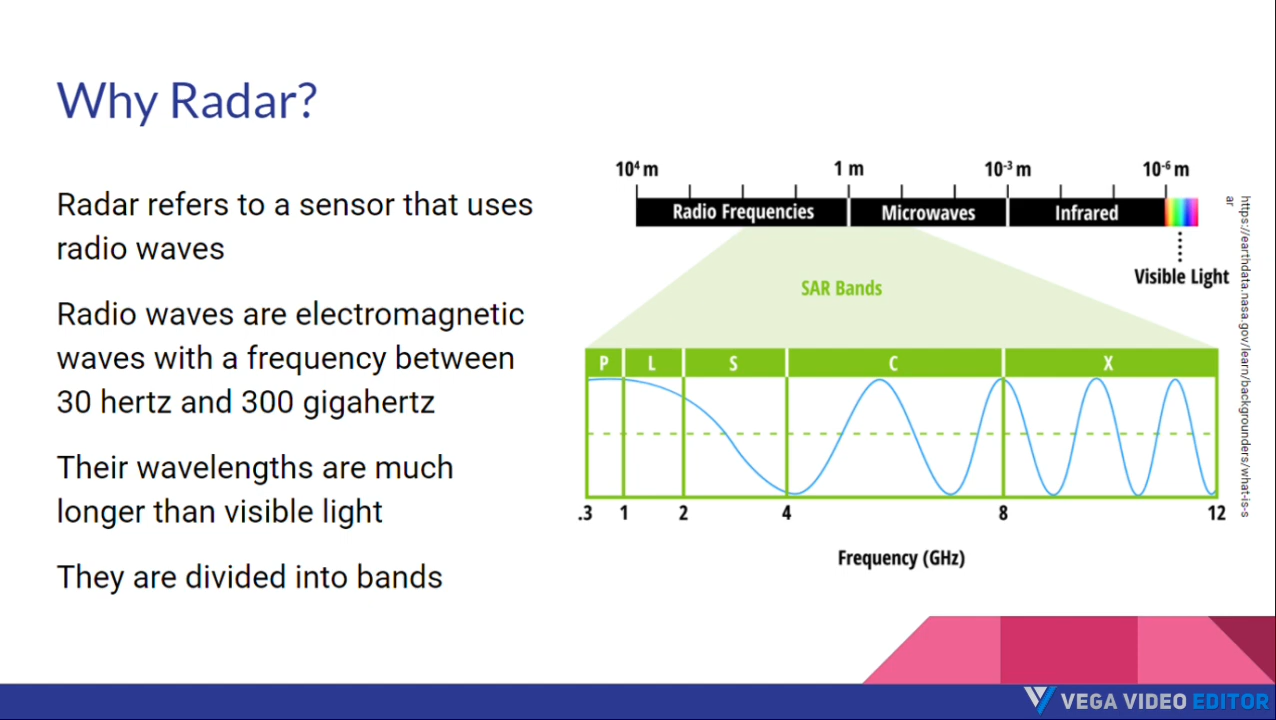 Why Radar?
Radar refers to a sensor that uses
radio waves
Radio waves are electromagnetic
waves with a frequency between
30 hertz and 300 gigahertz
Their wavelengths are much
longer than visible light
They are divided into bands
10⁴ m 1 m 10⁻³ m 10⁻⁶ m
Radio Frequencies Microwaves Infrared
Visible Light
SAR Bands
P L S C X
.3 1 2 4 8 12
Frequency (GHz)
https://earthdata.nasa.gov/learn/backgrounders/what-is-s
ar
VEGA VIDEO EDITOR